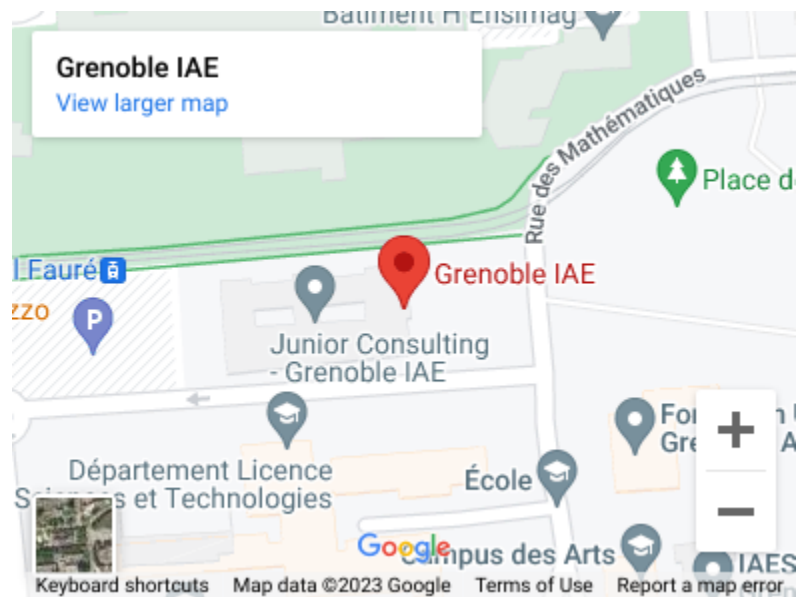 Bâtiment H Ensimag
Grenoble IAE
View larger map
Rue des Mathématiques
Place d
l Fauré
Grenoble IAE
zzo
P
Junior Consulting
- Grenoble IAE
Département Licence
Sciences et Technologies
École
Campus des Arts
IAES
Google
Keyboard shortcuts
Map data ©2023 Google
Terms of Use
Report a map error